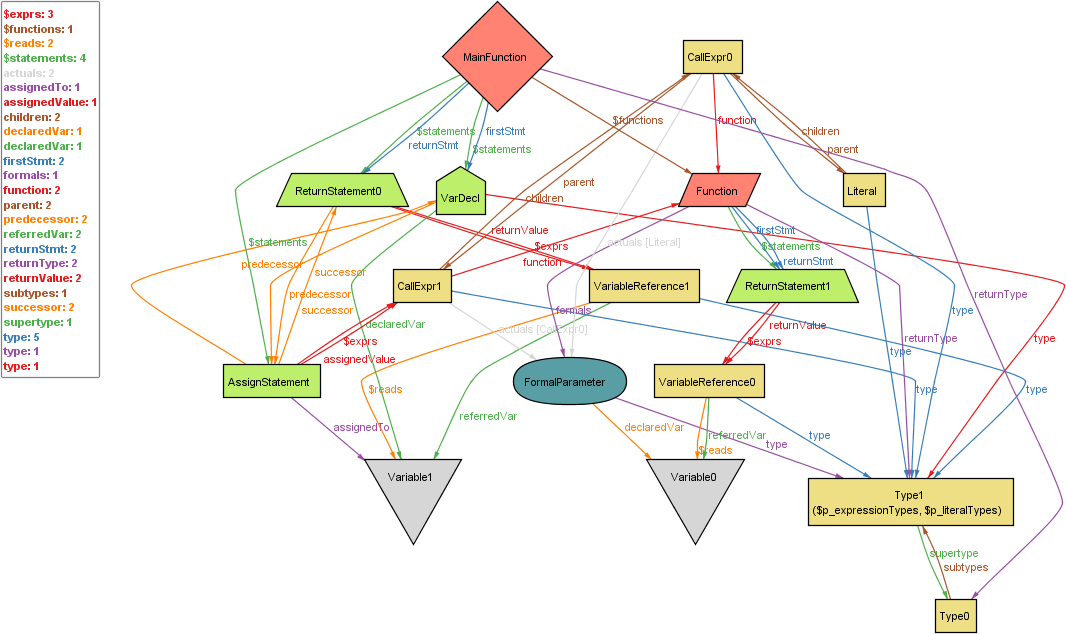 $exprs: 3
$functions: 1
$reads: 2
$statements: 4
actuals: 2
assignedTo: 1
assignedValue: 1
children: 2
declaredVar: 1
declaredVar: 1
firstStmt: 2
formals: 1
function: 2
parent: 2
predecessor: 2
referredVar: 2
returnStmt: 2
returnType: 2
returnValue: 2
subtypes: 1
successor: 2
supertype: 1
type: 5
type: 1
type: 1
MainFunction
CallExpr0
$functions
function
$statements
firstStmt
children
returnStmt
$statements
parent
parent
ReturnStatement0
VarDecl
children
Function
Literal
returnValue
firstStmt
$statements
$exprs
actuals [Literal]
$statements
predecessor
function
returnStmt
successor
CallExpr1
VariableReference1
ReturnStatement1
predecessor
returnType
successor
formals
type
declaredVar
actuals [CallExpr0]
returnValue
$exprs
returnType
type
$exprs
type
assignedValue
AssignStatement
FormalParameter
VariableReference0
$reads
type
type
referredVar
assignedTo
declaredVar
referredVar
type
type
$reads
Variable1
Variable0
Type1
($p_expressionTypes, $p_literalTypes)
supertype
subtypes
Type0